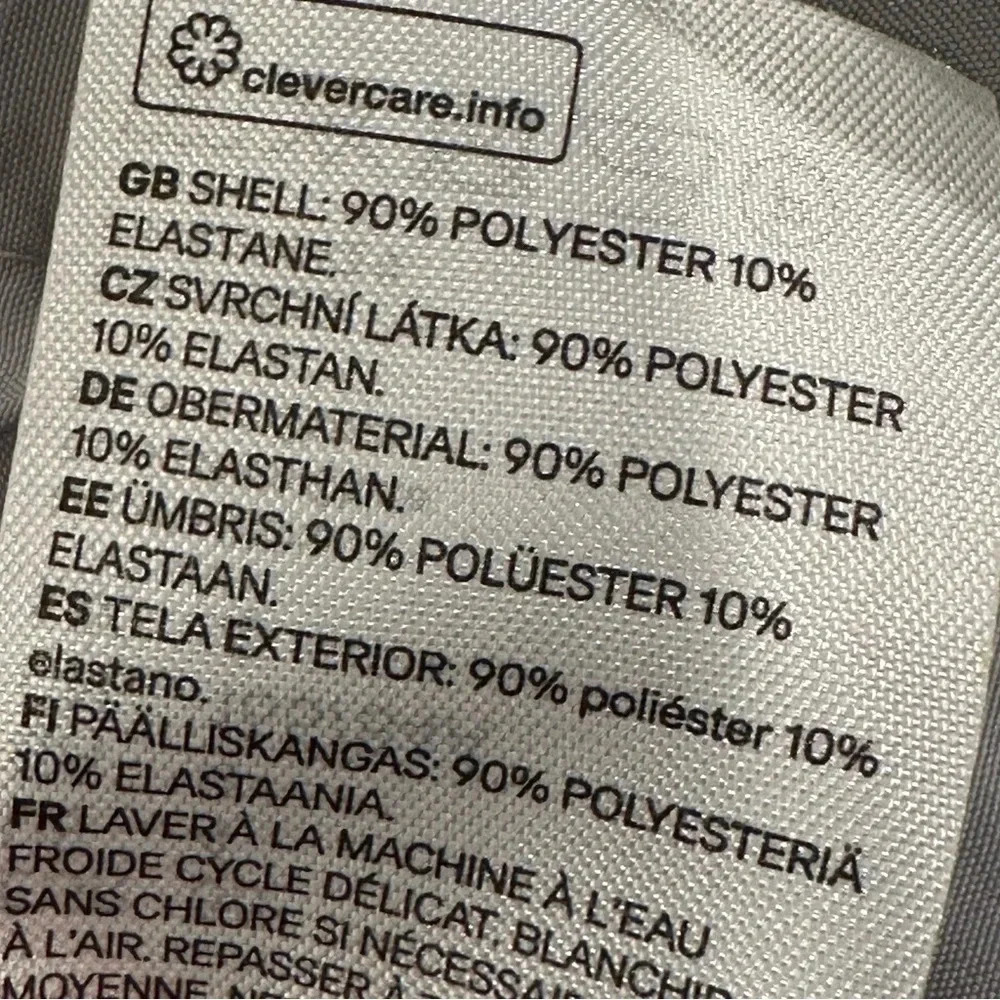 clevercare.info
GB SHELL: 90% POLYESTER 10%
ELASTANE.
CZ SVRCHNÍ LÁTKA: 90% POLYESTER
10% ELASTAN.
DE OBERMATERIAL: 90% POLYESTER
10% ELASTHAN.
EE ÜMBRIS: 90% POLÜESTER 10%
ELASTAAN.
ES TELA EXTERIOR: 90% poliéster 10%
elastano.
FI PÄÄLLISKANGAS: 90% POLYESTERIÄ
10% ELASTAANIA.
FR LAVER À LA MACHINE À L'EAU
FROIDE CYCLE DÉLICAT. BLANCHIR
SANS CHLORE SI NÉCESSAI
À L'AIR. REPASSER À
MOYENNE